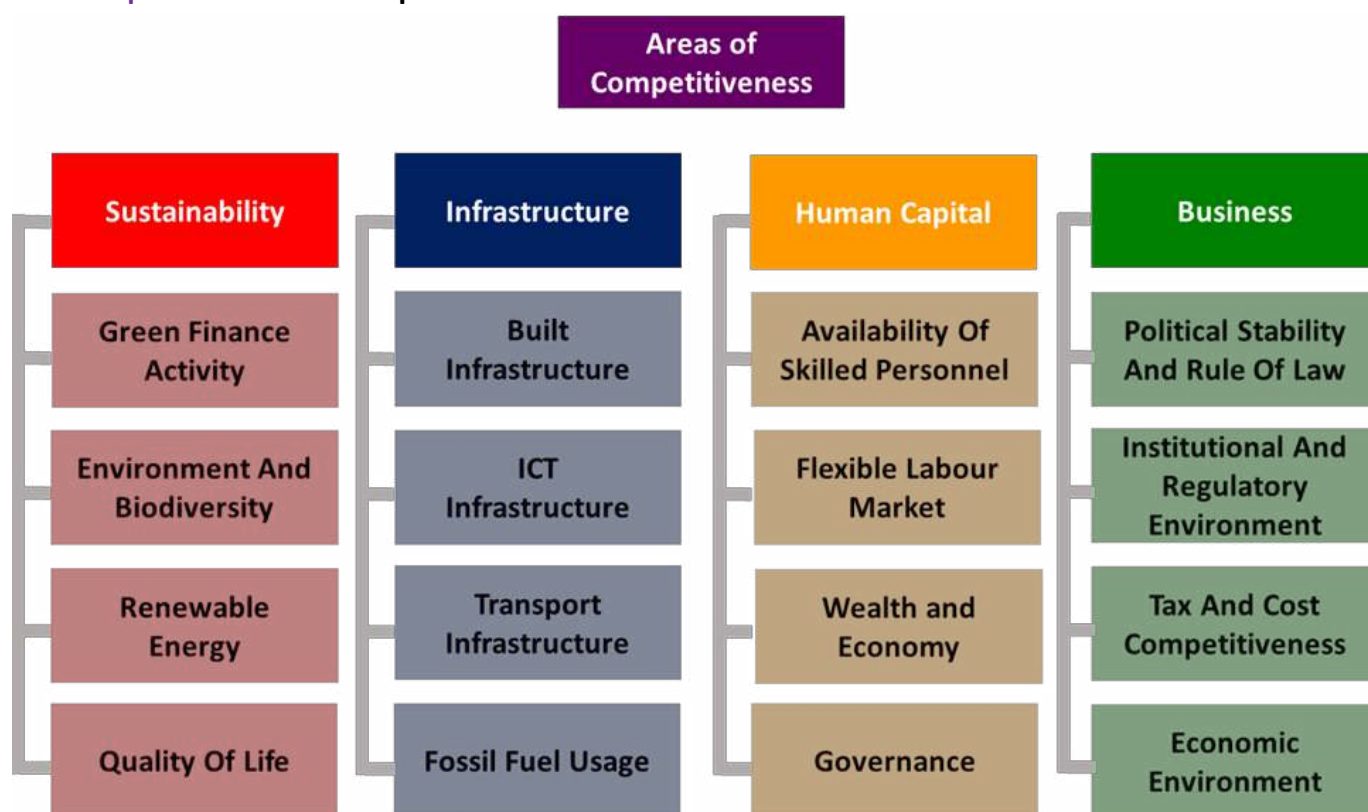 Areas of
Competitiveness
Sustainability
Green Finance
Activity
Environment And
Biodiversity
Renewable
Energy
Quality Of Life
Infrastructure
Built
Infrastructure
ICT
Infrastructure
Transport
Infrastructure
Fossil Fuel Usage
Human Capital
Availability Of
Skilled Personnel
Flexible Labour
Market
Wealth and
Economy
Governance
Business
Political Stability
And Rule Of Law
Institutional And
Regulatory
Environment
Tax And Cost
Competitiveness
Economic
Environment